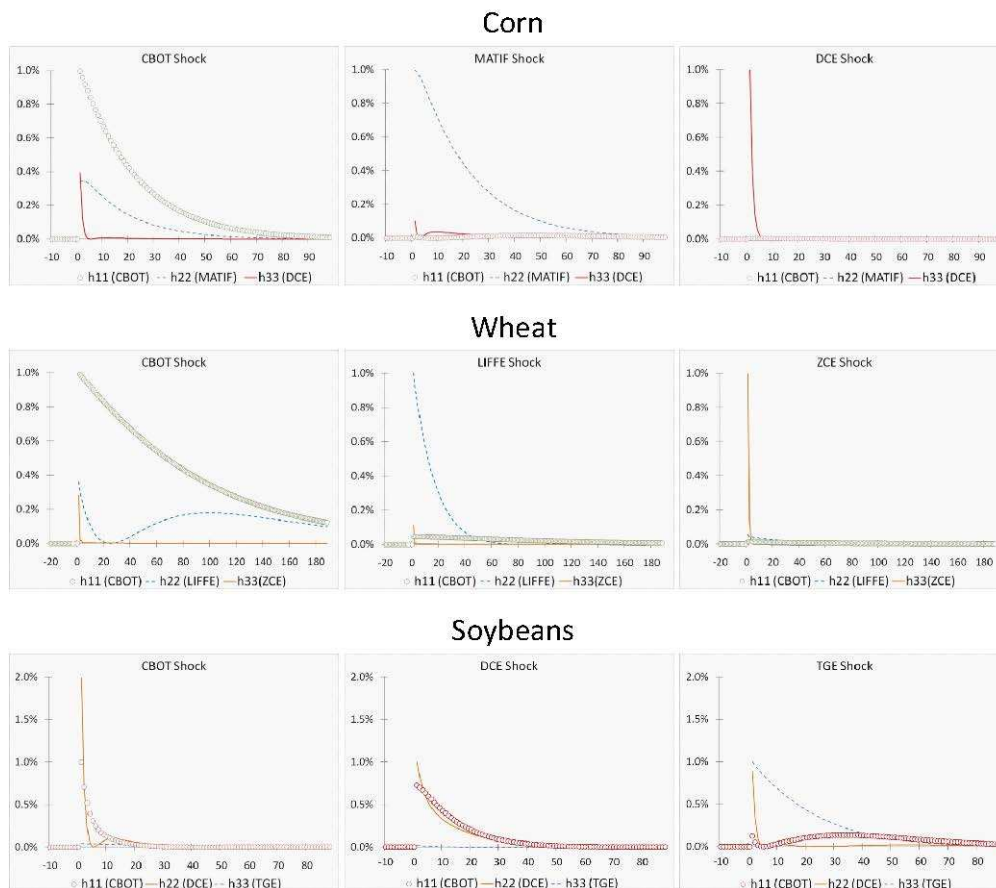 Corn
CBOT Shock
1.0%
0.8%
0.6%
0.4%
0.2%
0.0%
-10 0 10 20 30 40 50 60 70 80 90
h11 (CBOT) h22 (MATIF) h33 (DCE)
MATIF Shock
1.0%
0.8%
0.6%
0.4%
0.2%
0.0%
-10 0 10 20 30 40 50 60 70 80 90
h11 (CBOT) h22 (MATIF) h33 (DCE)
DCE Shock
1.0%
0.8%
0.6%
0.4%
0.2%
0.0%
-10 0 10 20 30 40 50 60 70 80 90
h11 (CBOT) h22 (MATIF) h33 (DCE)
Wheat
CBOT Shock
1.0%
0.8%
0.6%
0.4%
0.2%
0.0%
-20 0 20 40 60 80 100 120 140 160 180
h11 (CBOT) h22 (LIFFE) h33(ZCE)
LIFFE Shock
1.0%
0.8%
0.6%
0.4%
0.2%
0.0%
-20 0 20 40 60 80 100 120 140 160 180
h11 (CBOT) h22 (LIFFE) h33(ZCE)
ZCE Shock
1.0%
0.8%
0.6%
0.4%
0.2%
0.0%
-20 0 20 40 60 80 100 120 140 160 180
h11 (CBOT) h22 (LIFFE) h33(ZCE)
Soybeans
CBOT Shock
2.0%
1.5%
1.0%
0.5%
0.0%
-10 0 10 20 30 40 50 60 70 80
h11 (CBOT) h22 (DCE) h33 (TGE)
DCE Shock
2.0%
1.5%
1.0%
0.5%
0.0%
-10 0 10 20 30 40 50 60 70 80
h11 (CBOT) h22 (DCE) h33 (TGE)
TGE Shock
2.0%
1.5%
1.0%
0.5%
0.0%
-10 0 10 20 30 40 50 60 70 80
h11 (CBOT) h22 (DCE) h33 (TGE)